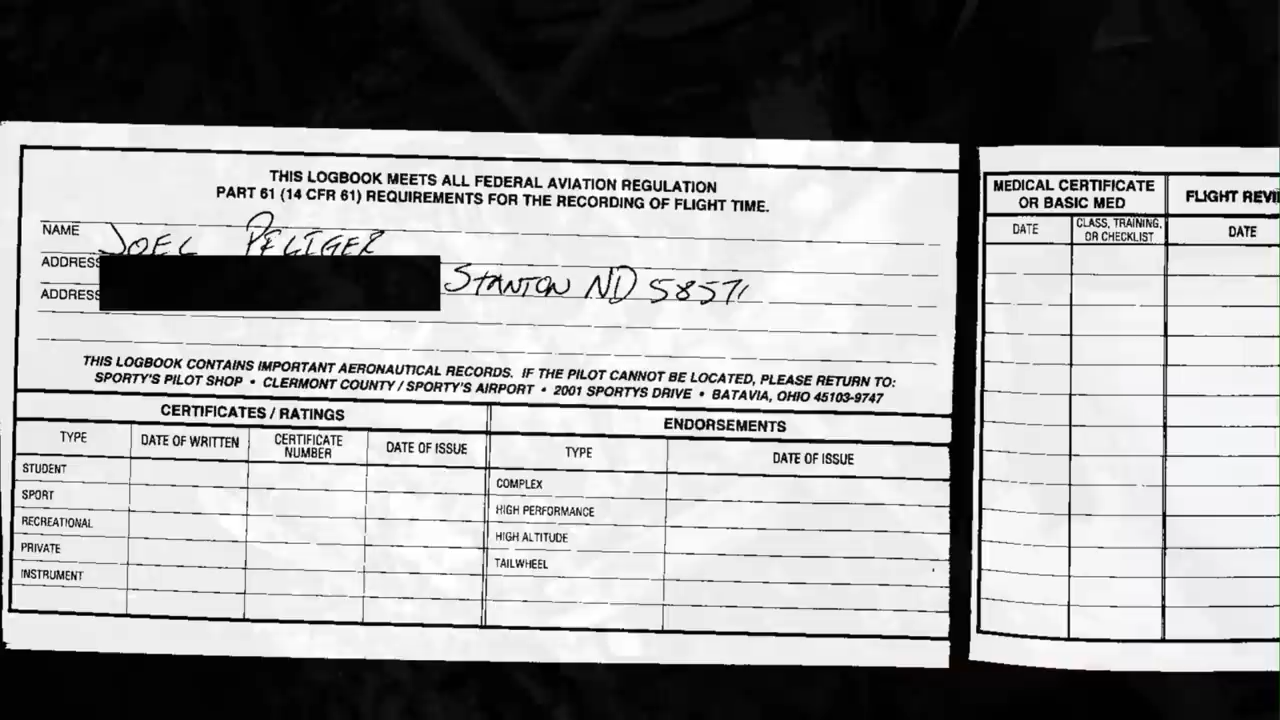 THIS LOGBOOK MEETS ALL FEDERAL AVIATION REGULATION
PART 61 (14 CFR 61) REQUIREMENTS FOR THE RECORDING OF FLIGHT TIME.
NAME JOEL PFLIGER
ADDRESS
STANTON ND 58571
ADDRESS
THIS LOGBOOK CONTAINS IMPORTANT AERONAUTICAL RECORDS. IF THE PILOT CANNOT BE LOCATED, PLEASE RETURN TO:
SPORTY'S PILOT SHOP • CLERMONT COUNTY / SPORTY'S AIRPORT • 2001 SPORTYS DRIVE • BATAVIA, OHIO 45103-9747
CERTIFICATES / RATINGS
TYPE DATE OF WRITTEN CERTIFICATE NUMBER DATE OF ISSUE
STUDENT
SPORT
RECREATIONAL
PRIVATE
INSTRUMENT
ENDORSEMENTS
TYPE DATE OF ISSUE
COMPLEX
HIGH PERFORMANCE
HIGH ALTITUDE
TAILWHEEL
MEDICAL CERTIFICATE
OR BASIC MED
DATE CLASS, TRAINING, OR CHECKLIST
FLIGHT REVI
DATE